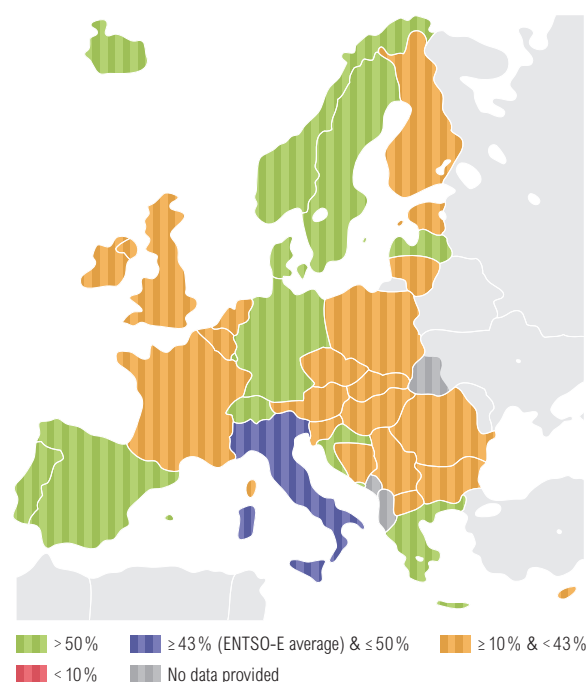 > 50 % ≥ 43 % (ENTSO-E average) & ≤ 50 % ≥ 10 % & < 43 %
< 10 % No data provided